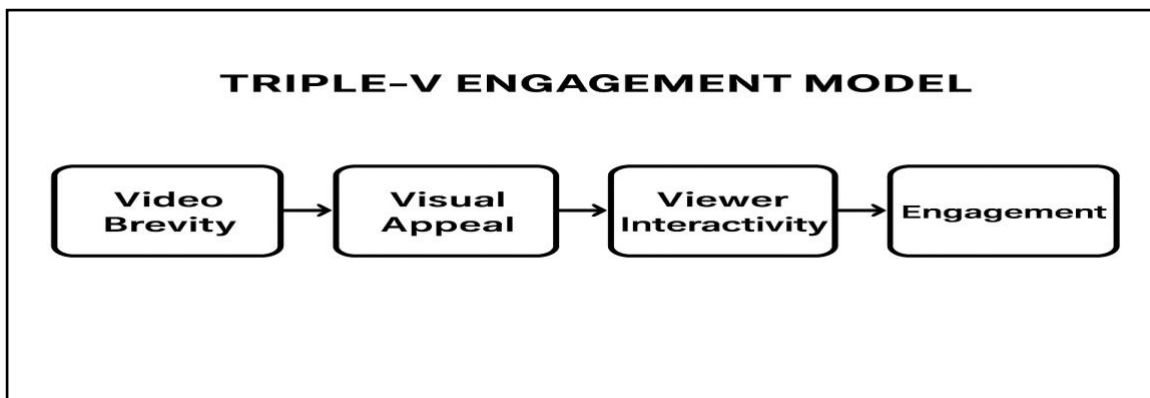 TRIPLE-V ENGAGEMENT MODEL
Video
Brevity
Visual
Appeal
Viewer
Interactivity
Engagement